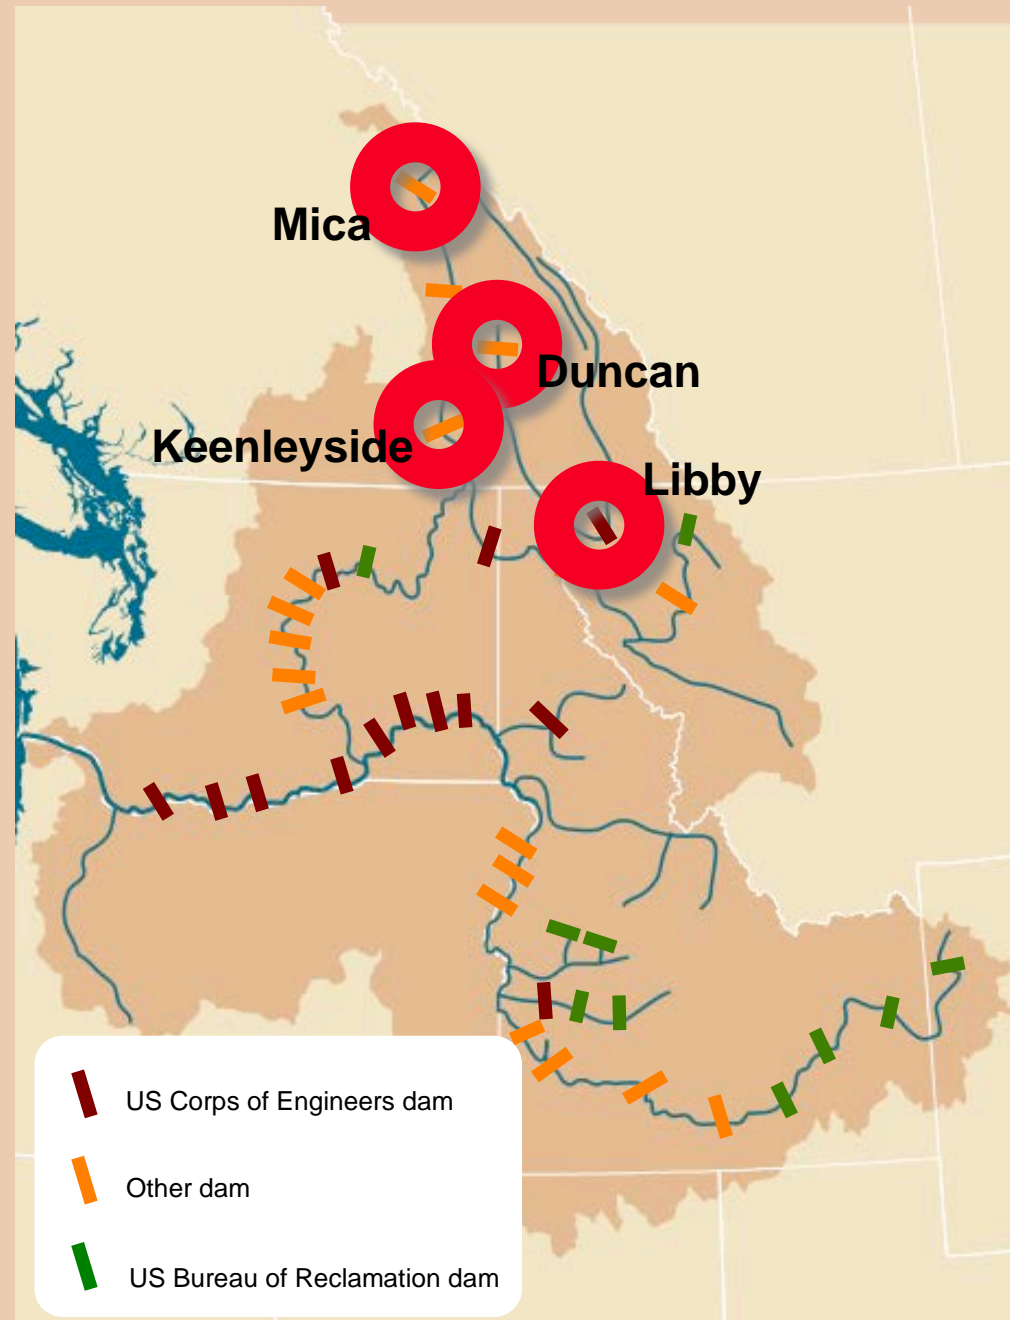 Mica
Duncan
Keenleyside
Libby
US Corps of Engineers dam
Other dam
US Bureau of Reclamation dam